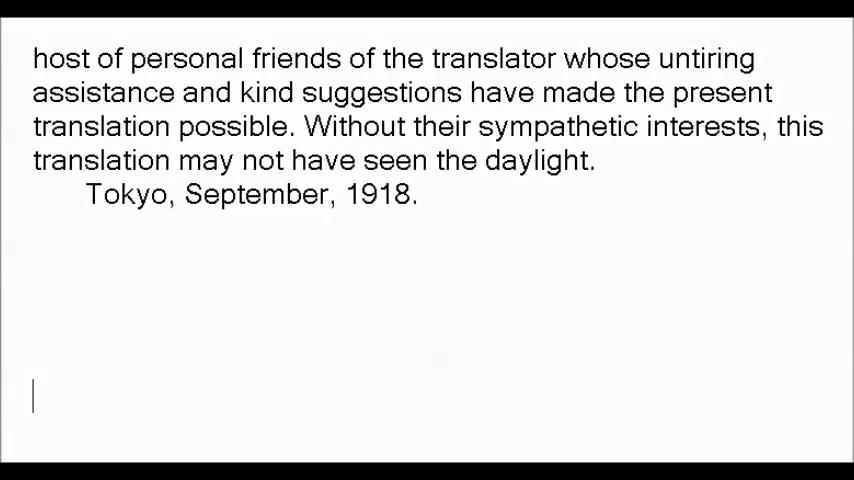 host of personal friends of the translator whose untiring
assistance and kind suggestions have made the present
translation possible. Without their sympathetic interests, this
translation may not have seen the daylight.
Tokyo, September, 1918.